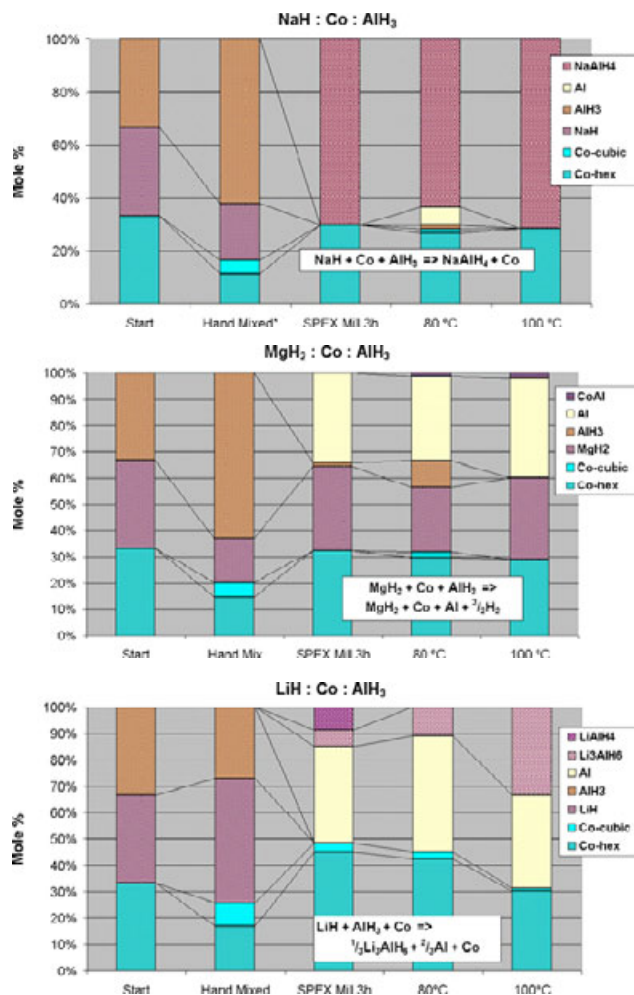 NaH : Co : AlH₃
100%
80%
60%
40%
20%
0%
Mole %
NaAlH4
Al
AlH3
NaH
Co-cubic
Co-hex
NaH + Co + AlH₃ => NaAlH₄ + Co
Start
Hand Mixed*
SPEX Mill 3h
80 °C
100 °C
MgH₂ : Co : AlH₃
100%
90%
80%
70%
60%
50%
40%
30%
20%
10%
0%
Mole %
CoAl
Al
AlH3
MgH2
Co-cubic
Co-hex
MgH₂ + Co + AlH₃ =>
MgH₂ + Co + Al + ³/₂H₂
Start
Hand Mix
SPEX Mill 3h
80 °C
100 °C
LiH : Co : AlH₃
100%
90%
80%
70%
60%
50%
40%
30%
20%
10%
0%
Mole %
LiAlH4
Li3AlH6
Al
AlH3
LiH
Co-cubic
Co-hex
LiH + AlH₃ + Co =>
¹/₃Li₃AlH₆ + ²/₃Al + Co
Start
Hand Mixed
SPEX Mill 3h
80°C
100 °C